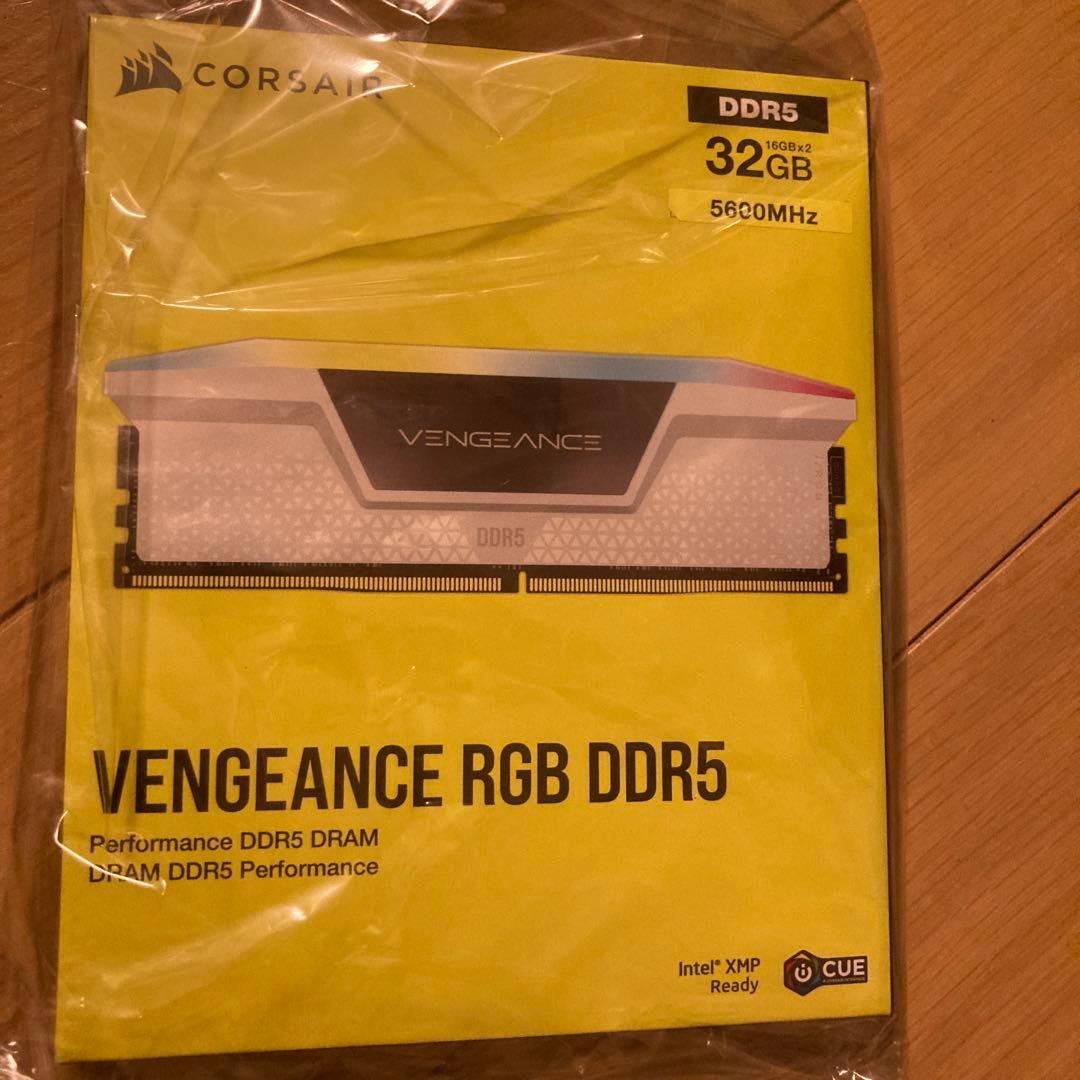 CORSAIR
DDR5
16GBx2
32GB
5600MHz
VENGEANCE
DDR5
VENGEANCE RGB DDR5
Performance DDR5 DRAM
DRAM DDR5 Performance
Intel® XMP
Ready
CUE